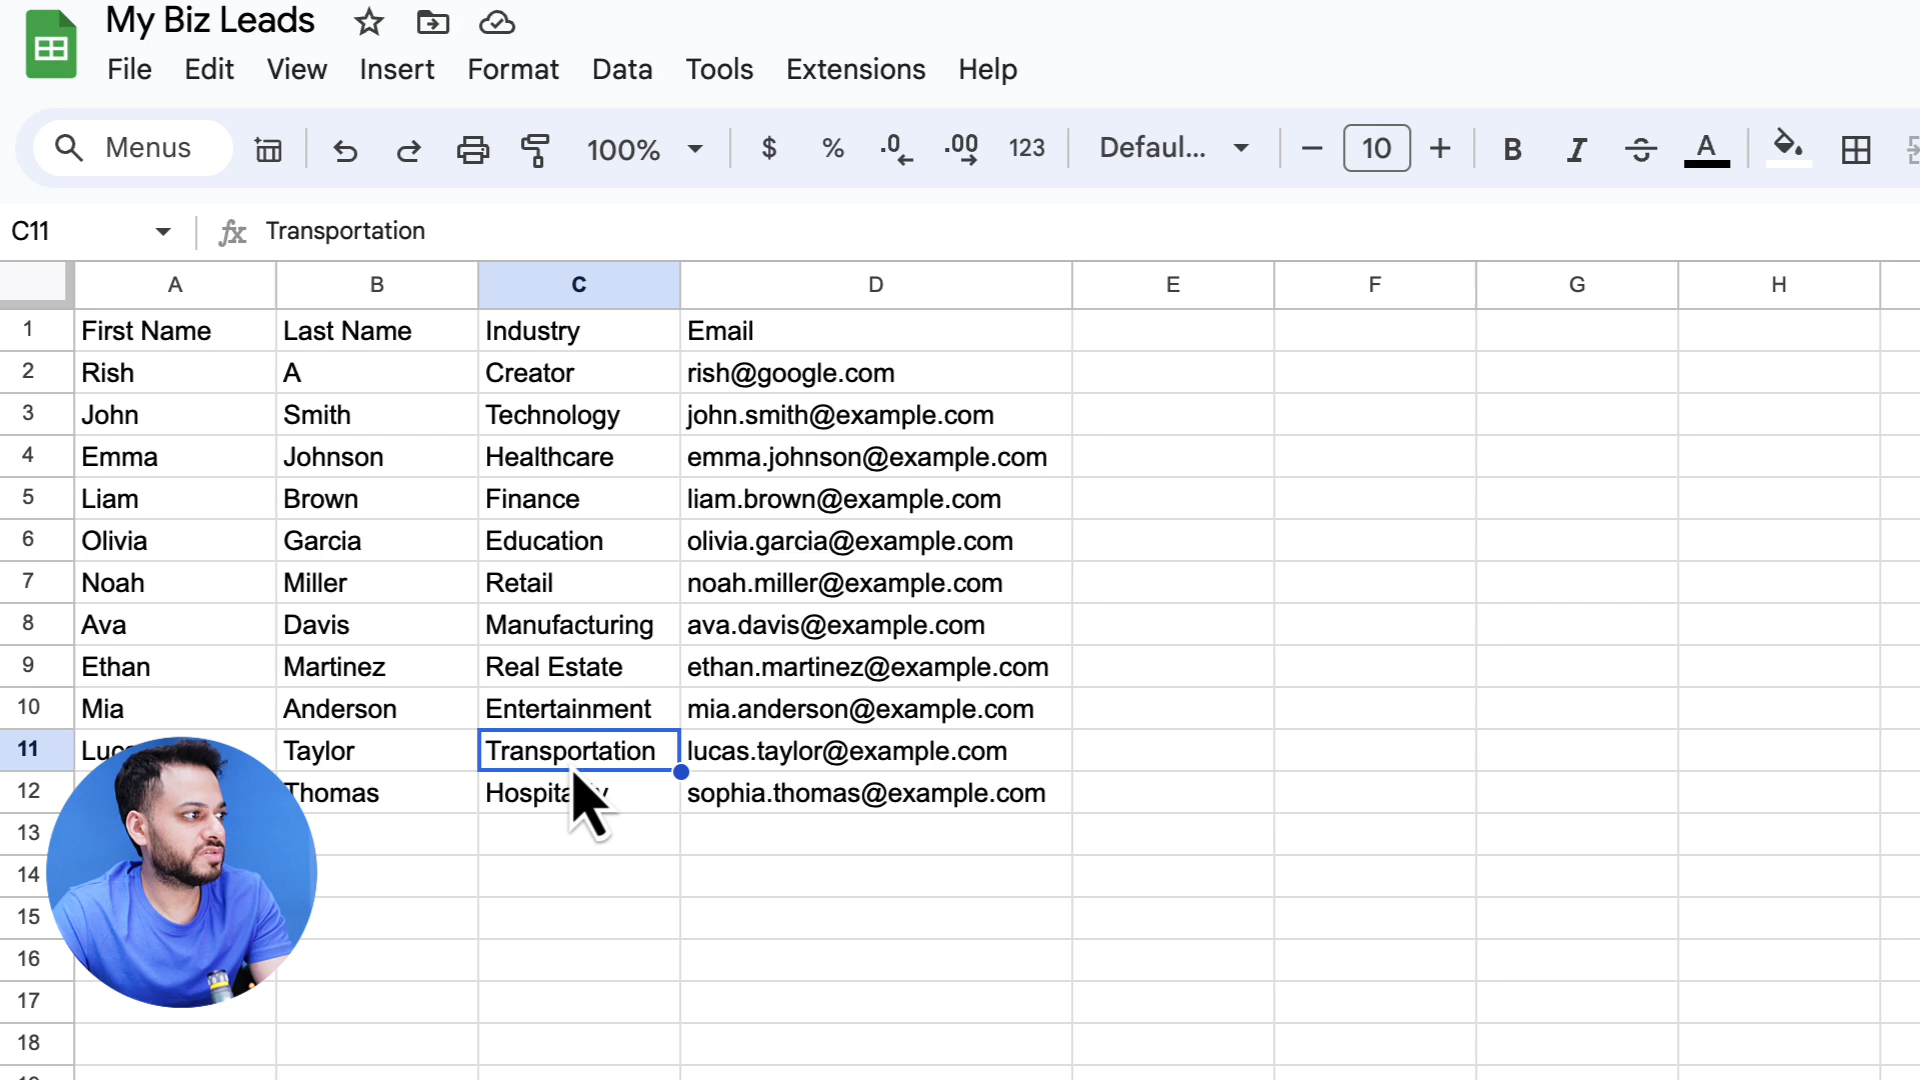 My Biz Leads
File Edit View Insert Format Data Tools Extensions Help
Menus 100% $ % .0 .00 123 Defaul... 10 B I A
C11 fx Transportation
A B C D E F G H
1 First Name Last Name Industry Email
2 Rish A Creator rish@google.com
3 John Smith Technology john.smith@example.com
4 Emma Johnson Healthcare emma.johnson@example.com
5 Liam Brown Finance liam.brown@example.com
6 Olivia Garcia Education olivia.garcia@example.com
7 Noah Miller Retail noah.miller@example.com
8 Ava Davis Manufacturing ava.davis@example.com
9 Ethan Martinez Real Estate ethan.martinez@example.com
10 Mia Anderson Entertainment mia.anderson@example.com
11 Taylor Transportation lucas.taylor@example.com
12 Thomas sophia.thomas@example.com
13
14
15
16
17
18